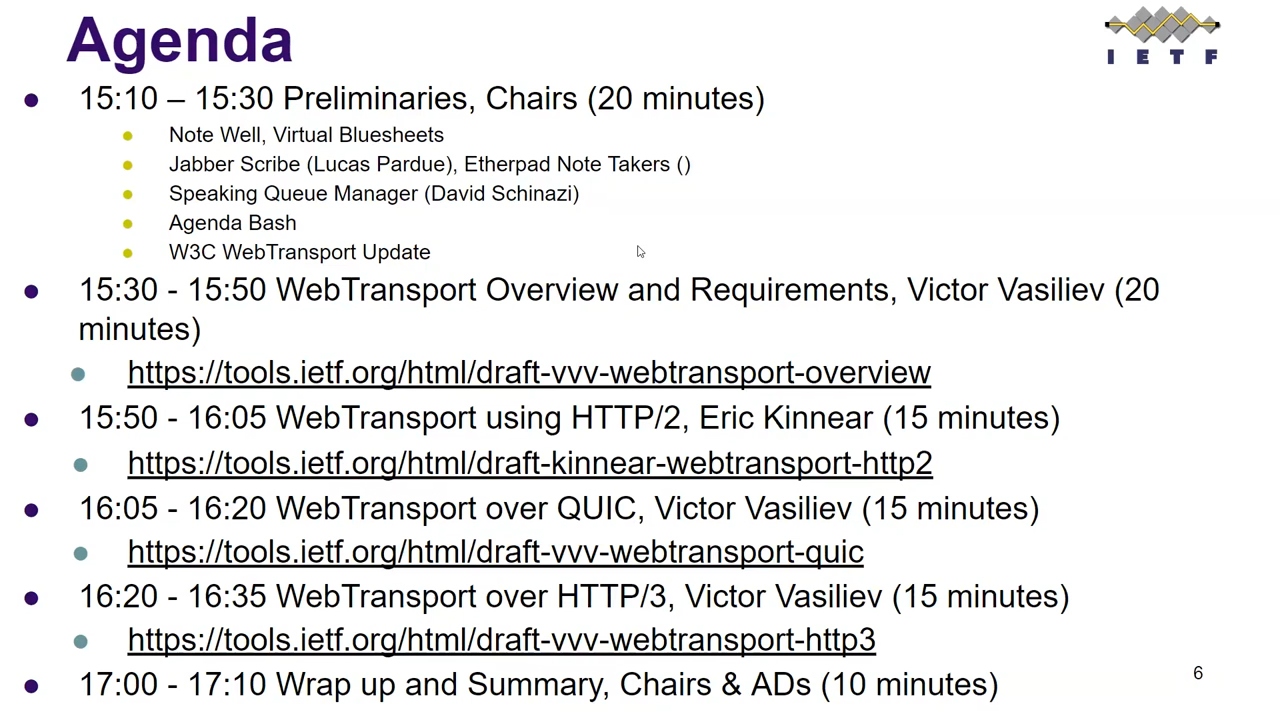 Agenda
I E T F
15:10 – 15:30 Preliminaries, Chairs (20 minutes)
Note Well, Virtual Bluesheets
Jabber Scribe (Lucas Pardue), Etherpad Note Takers ()
Speaking Queue Manager (David Schinazi)
Agenda Bash
W3C WebTransport Update
15:30 - 15:50 WebTransport Overview and Requirements, Victor Vasiliev (20
minutes)
https://tools.ietf.org/html/draft-vvv-webtransport-overview
15:50 - 16:05 WebTransport using HTTP/2, Eric Kinnear (15 minutes)
https://tools.ietf.org/html/draft-kinnear-webtransport-http2
16:05 - 16:20 WebTransport over QUIC, Victor Vasiliev (15 minutes)
https://tools.ietf.org/html/draft-vvv-webtransport-quic
16:20 - 16:35 WebTransport over HTTP/3, Victor Vasiliev (15 minutes)
https://tools.ietf.org/html/draft-vvv-webtransport-http3
17:00 - 17:10 Wrap up and Summary, Chairs & ADs (10 minutes)
6